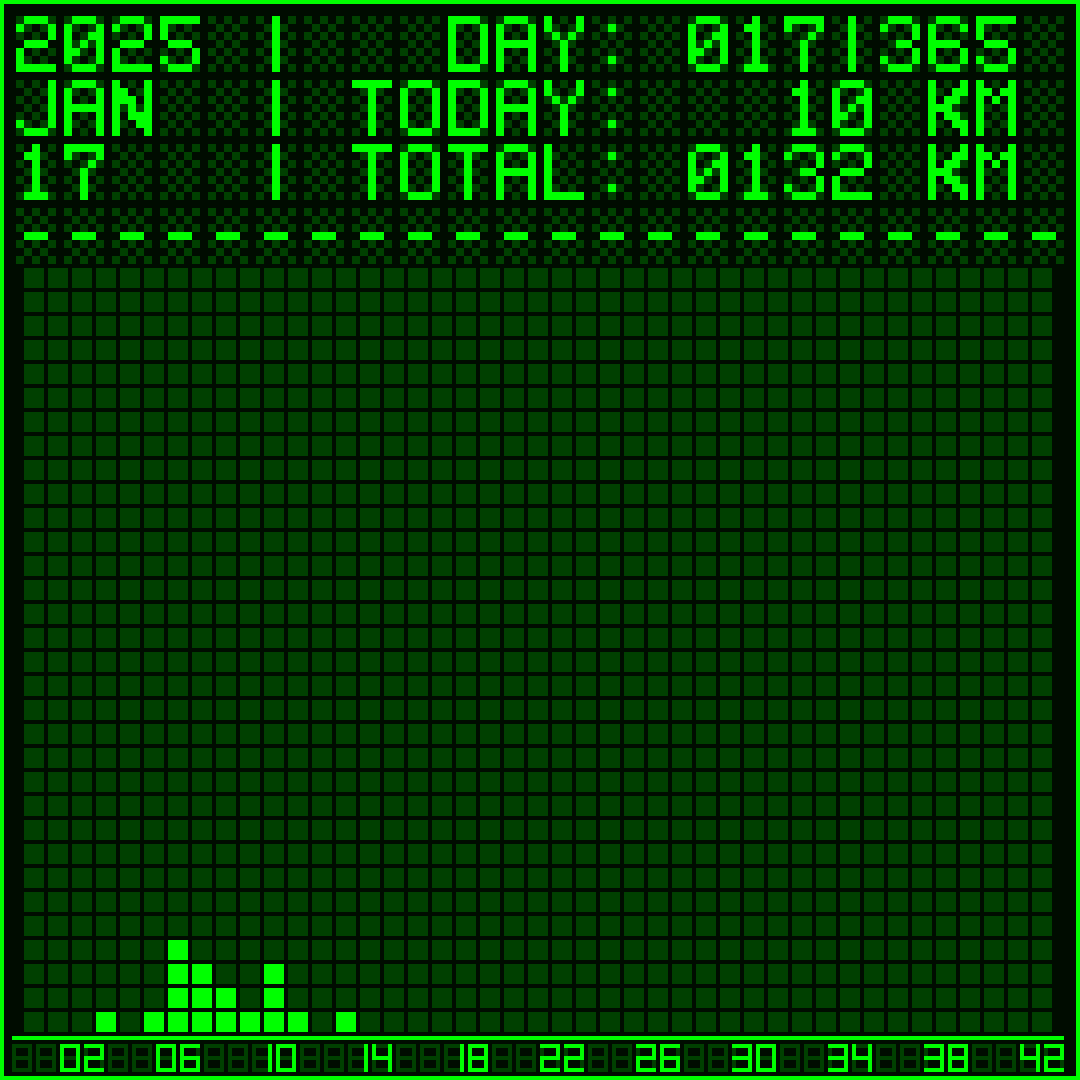 2025 | DAY: 017|365
JAN | TODAY: 10 KM
17 | TOTAL: 0132 KM
- - - - - - - - - - - - - - - - - - - - - -
02 06 10 14 18 22 26 30 34 38 42